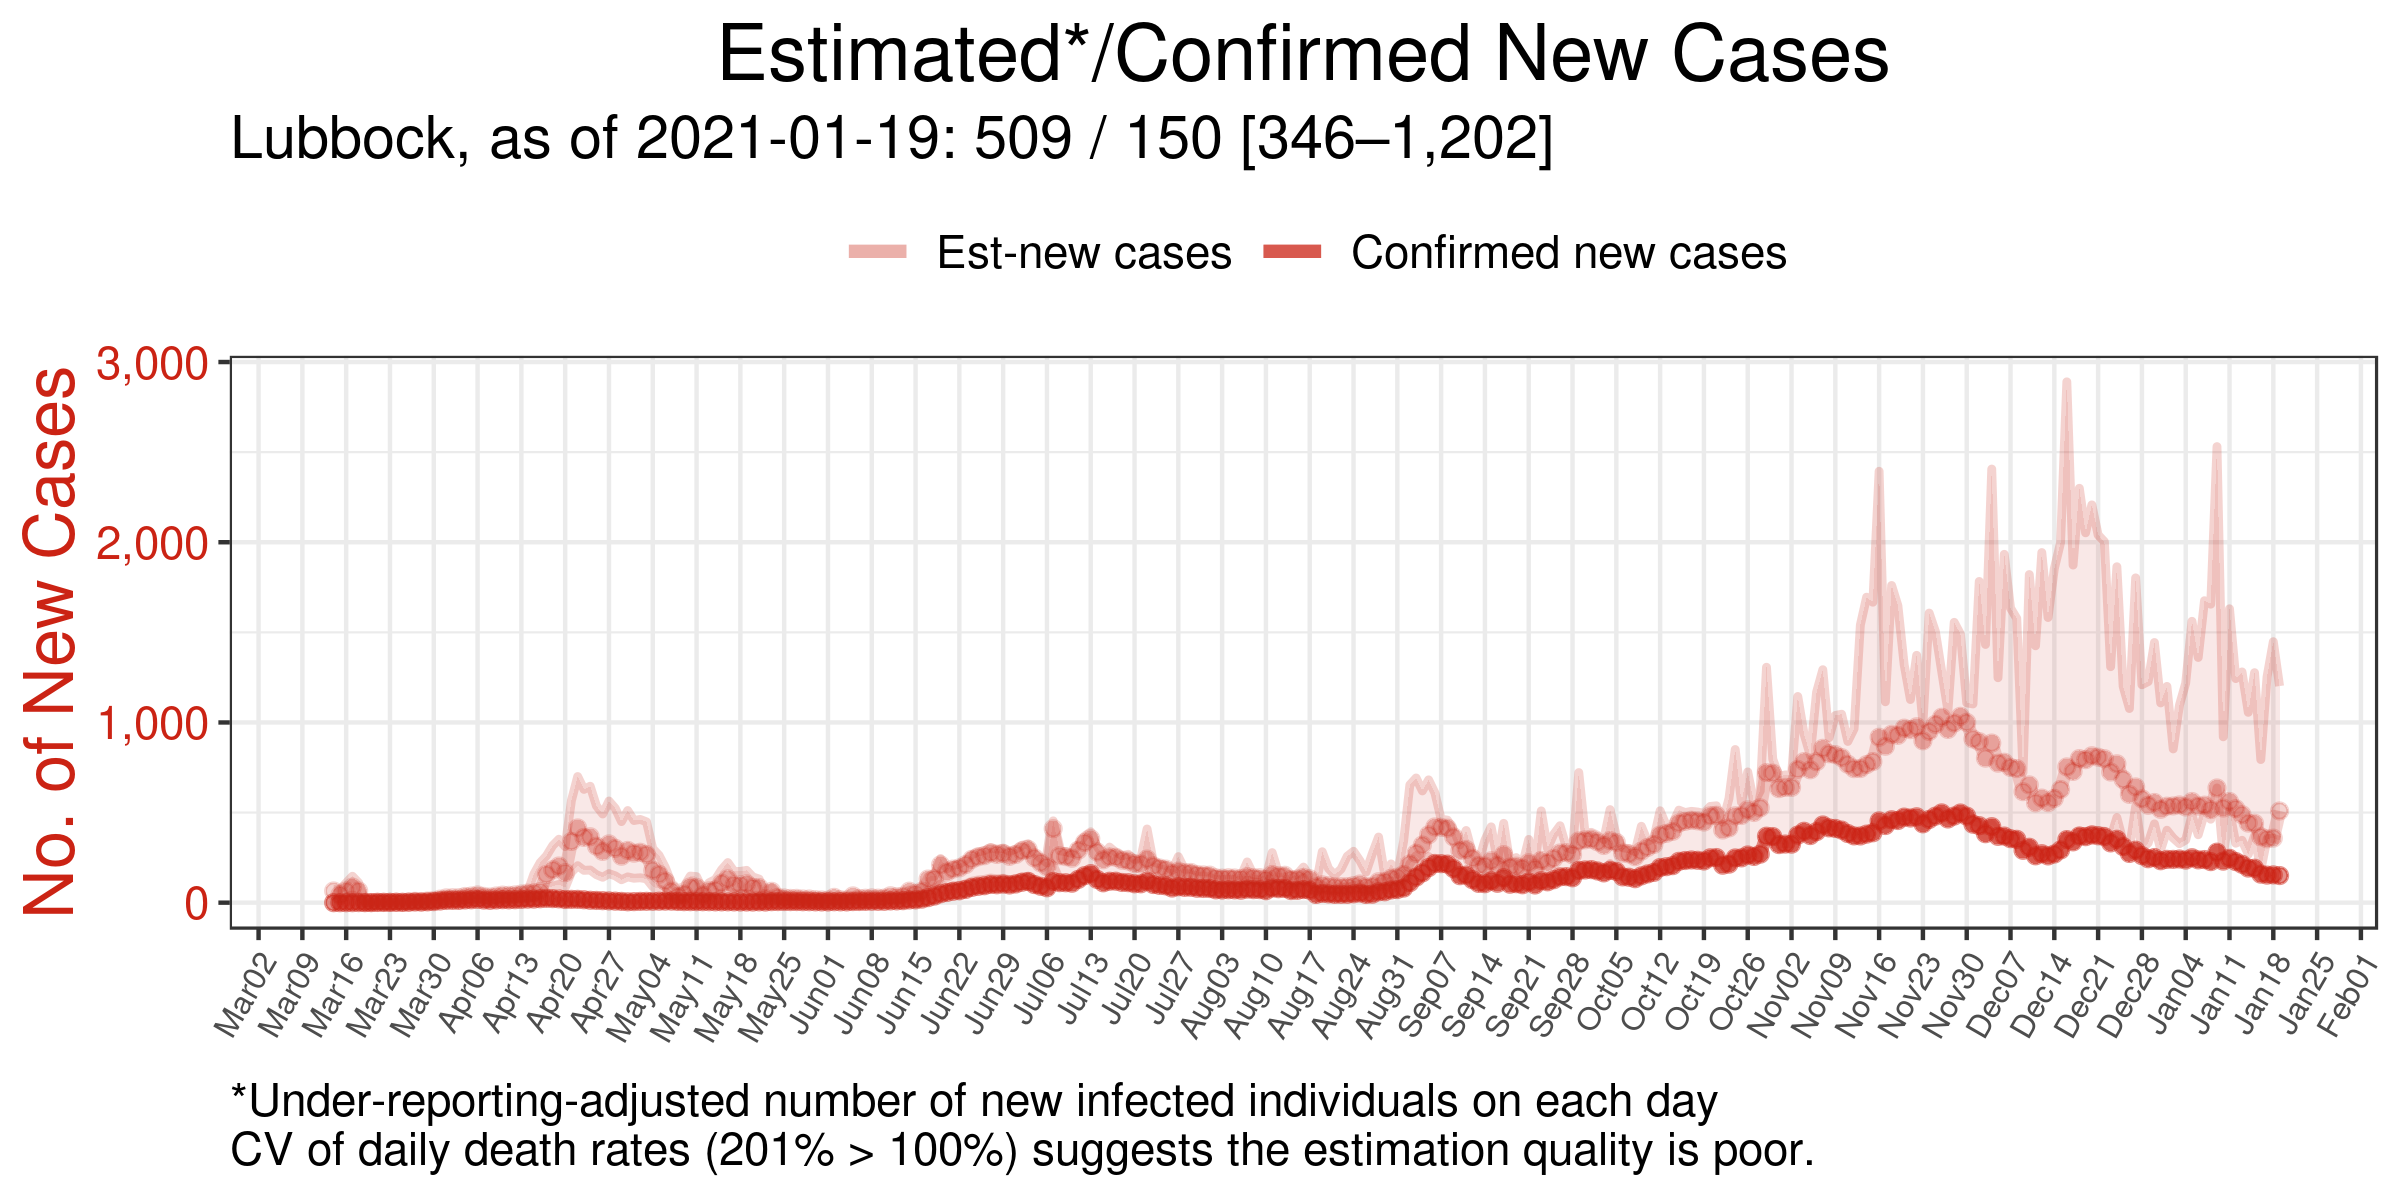 Estimated*/Confirmed New Cases
Lubbock, as of 2021-01-19: 509 / 150 [346–1,202]
Est-new cases Confirmed new cases
No. of New Cases
3,000
2,000
1,000
0
Mar02 Mar09 Mar16 Mar23 Mar30 Apr06 Apr13 Apr20 Apr27 May04 May11 May18 May25 Jun01 Jun08 Jun15 Jun22 Jun29 Jul06 Jul13 Jul20 Jul27 Aug03 Aug10 Aug17 Aug24 Aug31 Sep07 Sep14 Sep21 Sep28 Oct05 Oct12 Oct19 Oct26 Nov02 Nov09 Nov16 Nov23 Nov30 Dec07 Dec14 Dec21 Dec28 Jan04 Jan11 Jan18 Jan25 Feb01
*Under-reporting-adjusted number of new infected individuals on each day
CV of daily death rates (201% > 100%) suggests the estimation quality is poor.